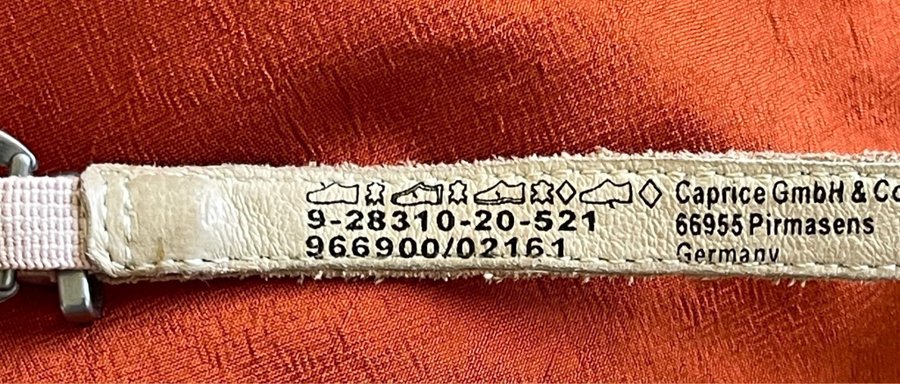 9-28310-20-521
966900/02161
Caprice GmbH & Co
66955 Pirmasens
Germany